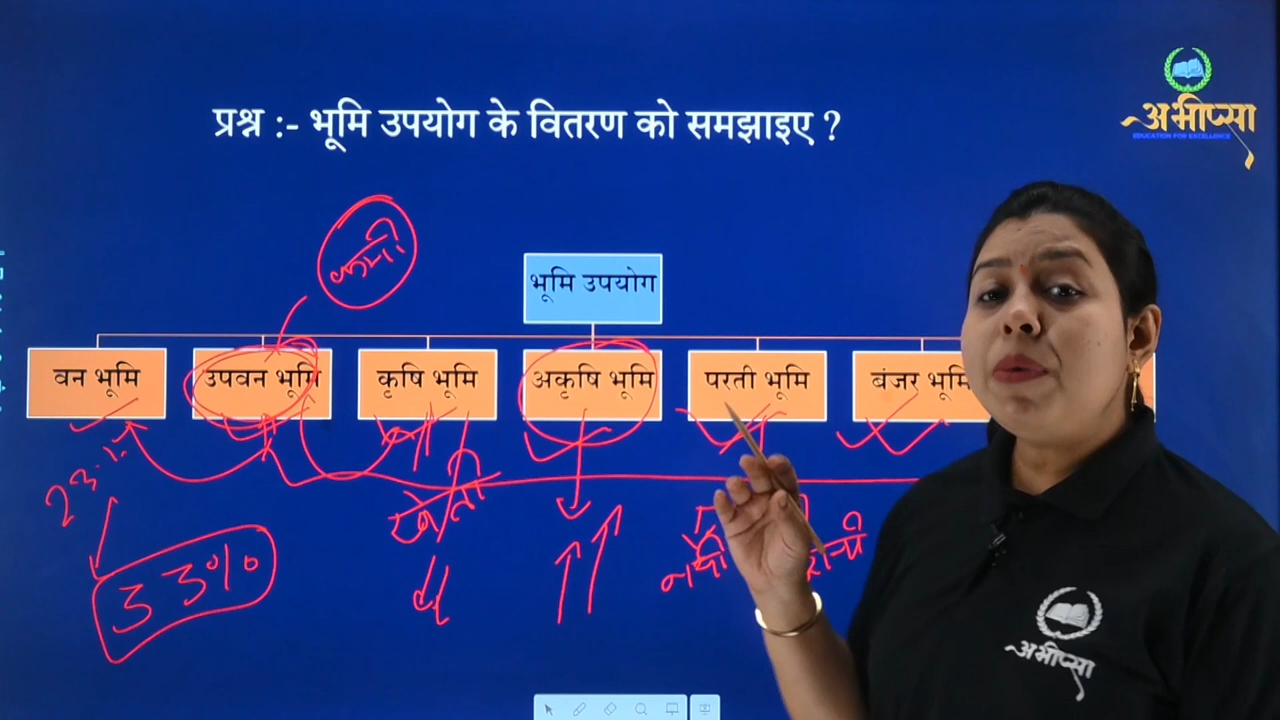 प्रश्न :- भूमि उपयोग के वितरण को समझाइए ?
अभीप्सा
EDUCATION FOR EXCELLENCE
कमी
भूमि उपयोग
वन भूमि
उपवन भूमि
कृषि भूमि
अकृषि भूमि
परती भूमि
बंजर भूमि
23%
खेती
33%
अभीप्सा